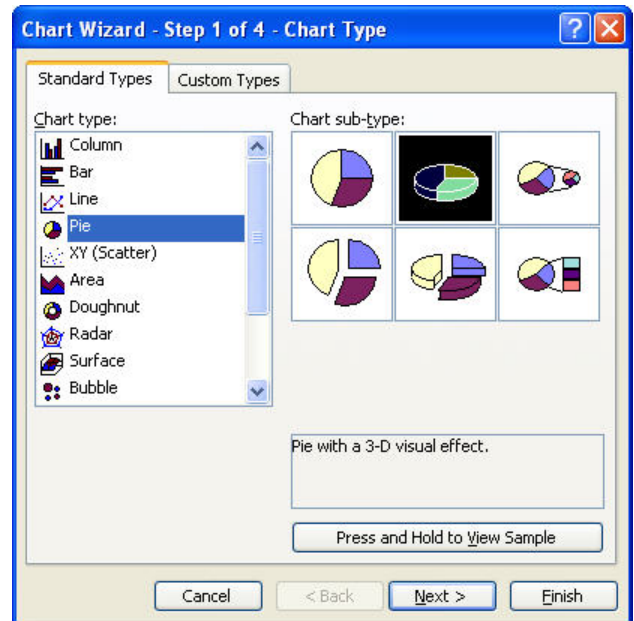 Chart Wizard - Step 1 of 4 - Chart Type
Standard Types Custom Types
Chart type:
Column
Bar
Line
Pie
XY (Scatter)
Area
Doughnut
Radar
Surface
Bubble
Chart sub-type:
Pie with a 3-D visual effect.
Press and Hold to View Sample
Cancel < Back Next > Finish